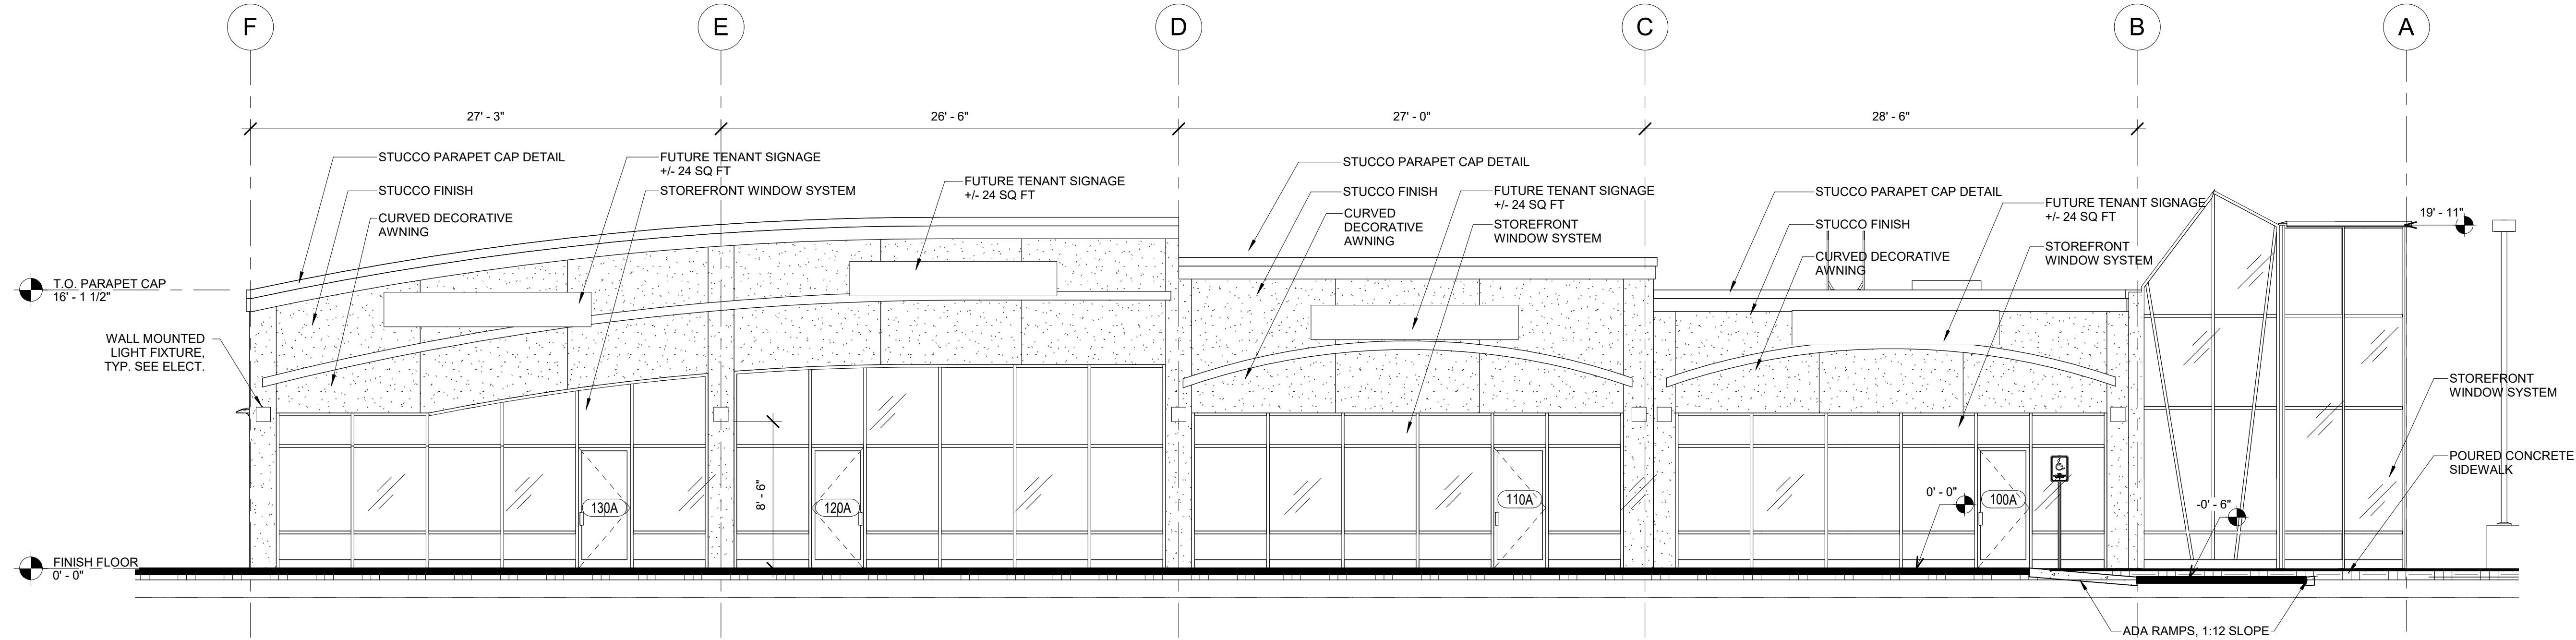 F
E
D
C
B
A
27' - 3"
26' - 6"
27' - 0"
28' - 6"
STUCCO PARAPET CAP DETAIL
STUCCO FINISH
CURVED DECORATIVE
AWNING
FUTURE TENANT SIGNAGE
+/- 24 SQ FT
STOREFRONT WINDOW SYSTEM
FUTURE TENANT SIGNAGE
+/- 24 SQ FT
STUCCO PARAPET CAP DETAIL
STUCCO FINISH
CURVED
DECORATIVE
AWNING
FUTURE TENANT SIGNAGE
+/- 24 SQ FT
STOREFRONT
WINDOW SYSTEM
STUCCO PARAPET CAP DETAIL
STUCCO FINISH
CURVED DECORATIVE
AWNING
FUTURE TENANT SIGNAGE
+/- 24 SQ FT
STOREFRONT
WINDOW SYSTEM
19' - 11"
T.O. PARAPET CAP
16' - 1 1/2"
WALL MOUNTED
LIGHT FIXTURE,
TYP. SEE ELECT.
STOREFRONT
WINDOW SYSTEM
POURED CONCRETE
SIDEWALK
8' - 6"
130A
120A
110A
0' - 0"
100A
-0' - 6"
FINISH FLOOR
0' - 0"
ADA RAMPS, 1:12 SLOPE